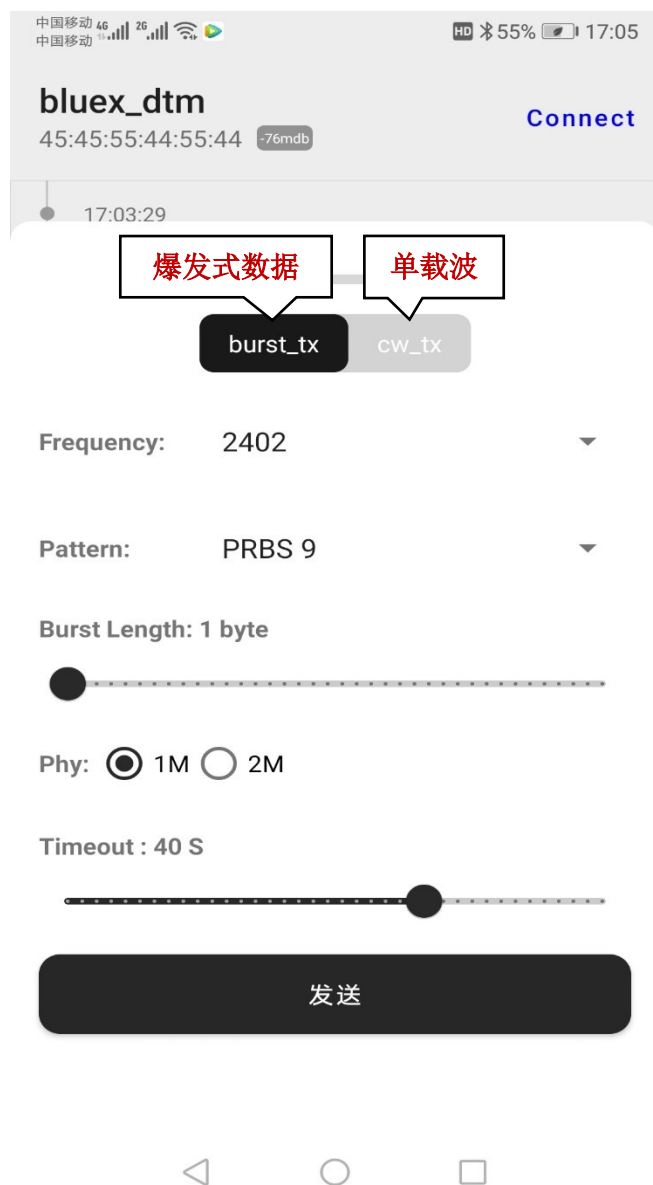 中国移动 4G 2G HD 55% 17:05
中国移动
bluex_dtm
Connect
45:45:55:44:55:44 -76mdb
17:03:29
爆发式数据 单载波
burst_tx cw_tx
Frequency: 2402
Pattern: PRBS 9
Burst Length: 1 byte
Phy: 1M 2M
Timeout : 40 S
发送